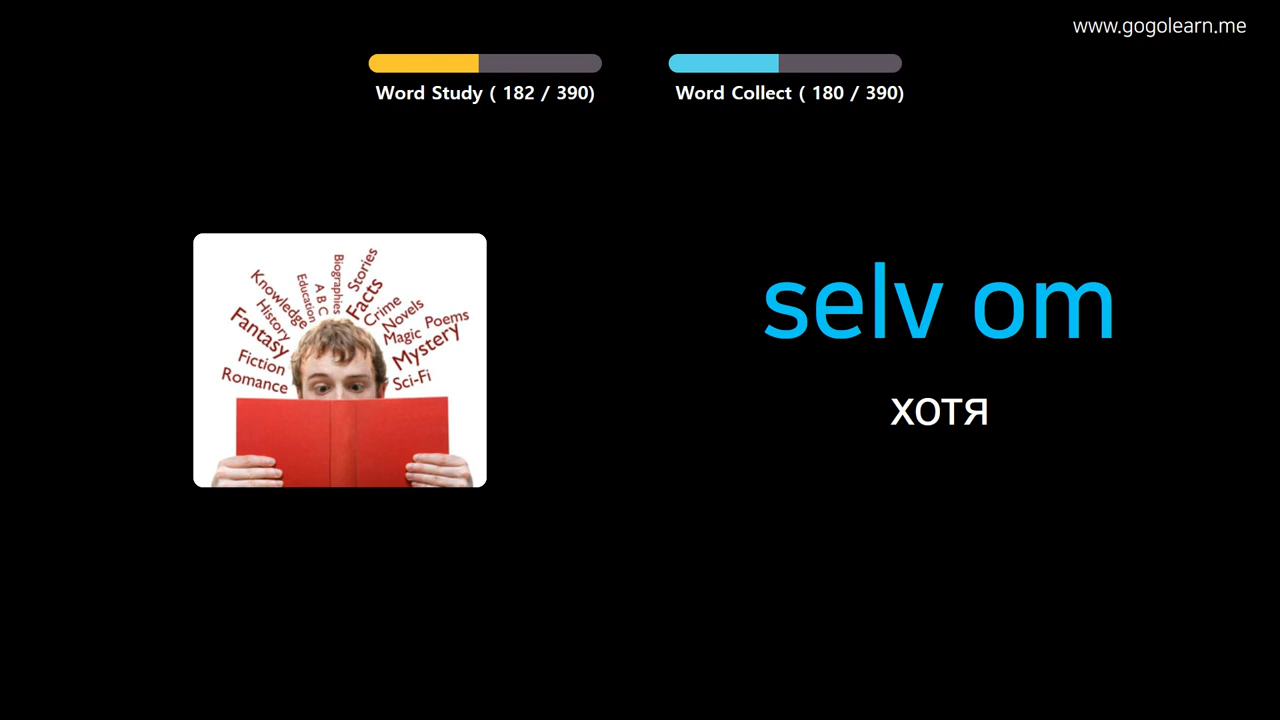 www.gogolearn.me
Word Study ( 182 / 390)
Word Collect ( 180 / 390)
Stories
Biographies
Facts
A B C
Education
Knowledge
Crime
History
Novels
Fantasy
Poems
Magic
Mystery
Fiction
Romance
Sci-Fi
selv om
хотя